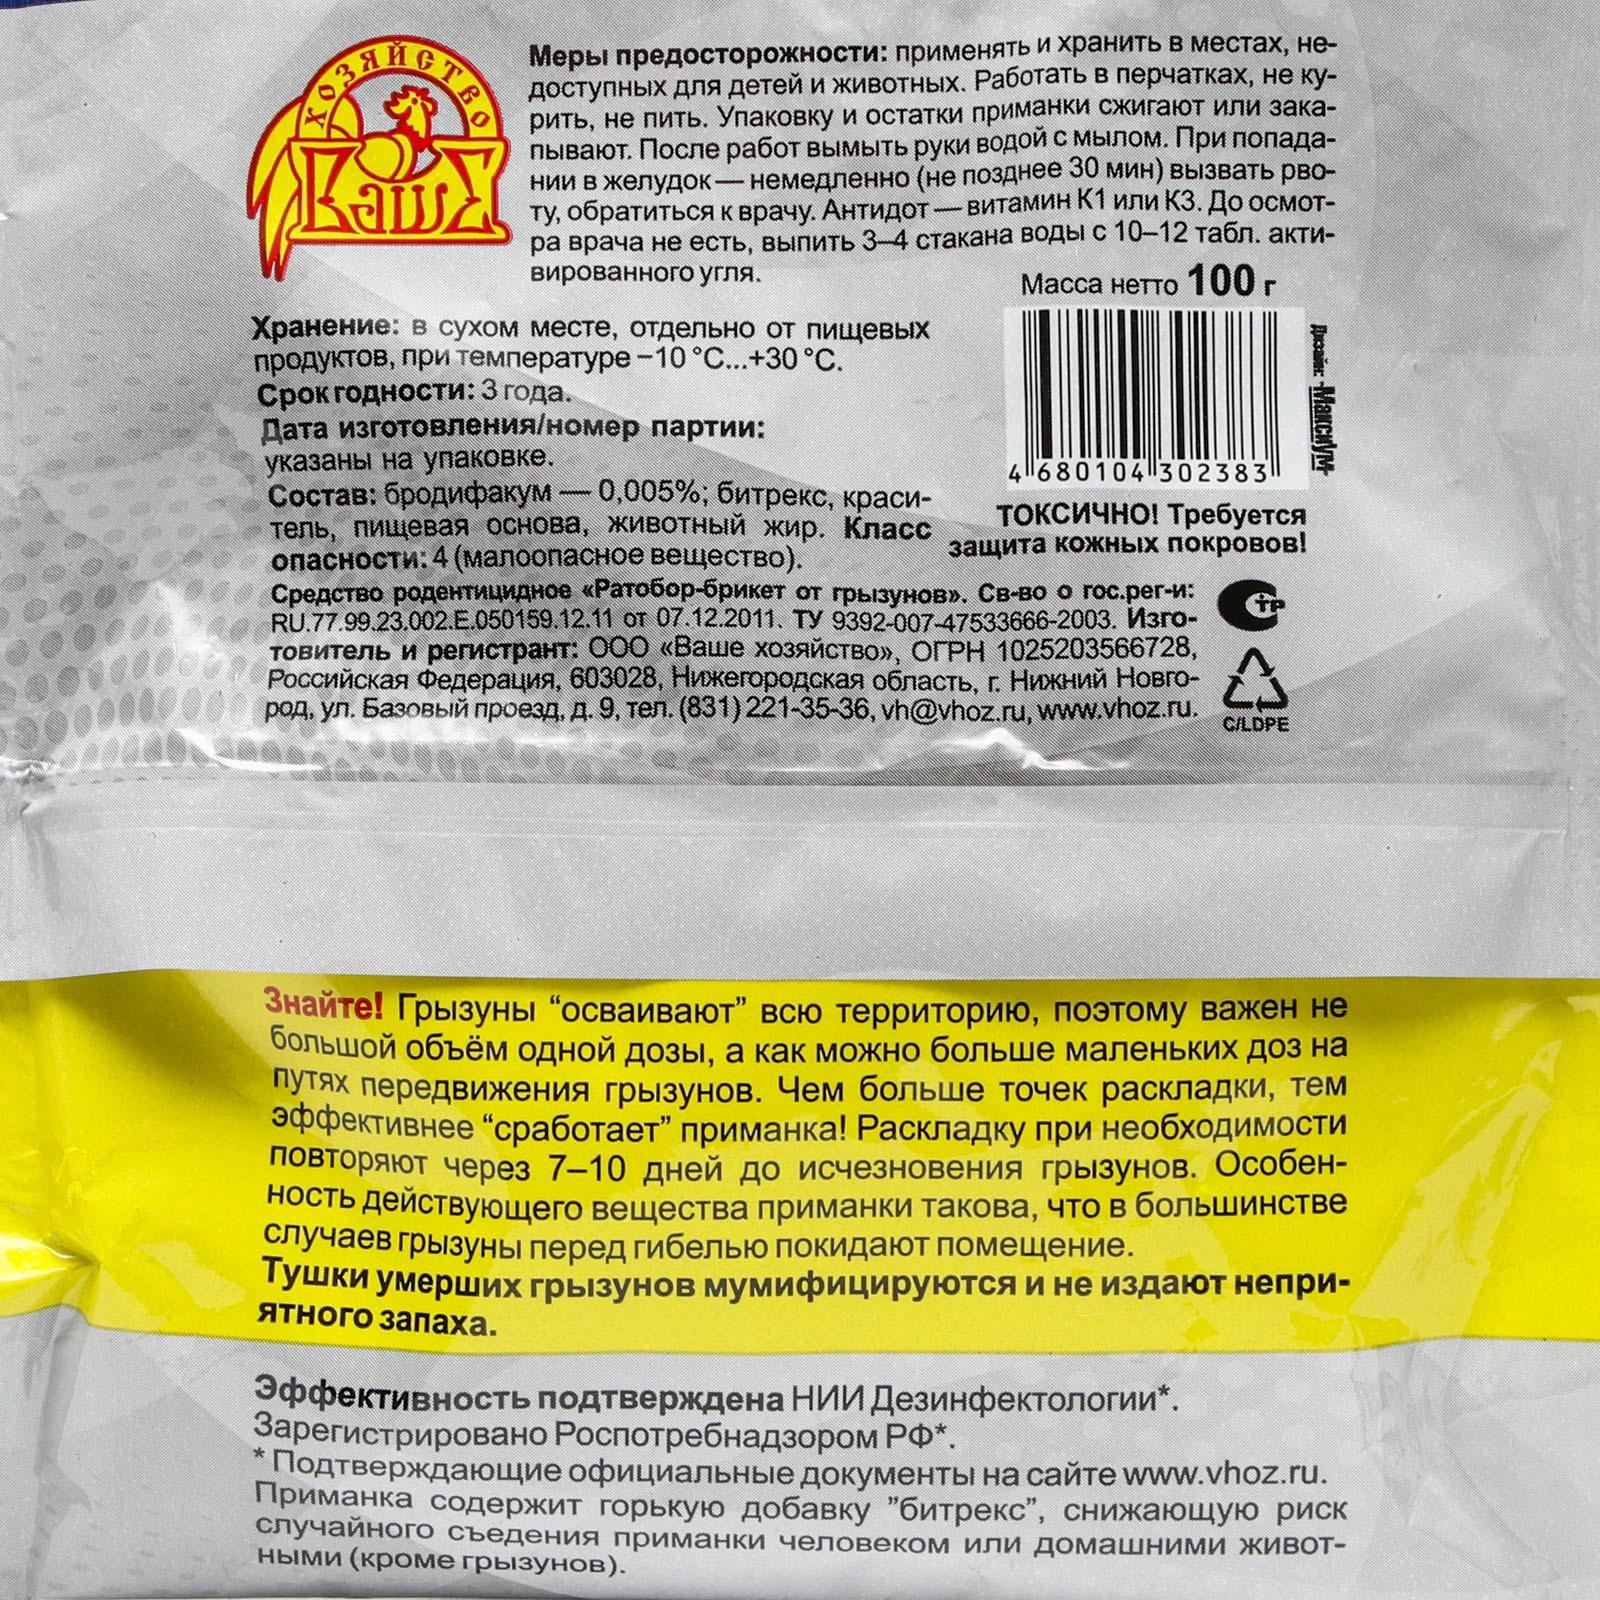 ХОЗЯЙСТВО
ВАШЕ
Меры предосторожности: применять и хранить в местах, не-
доступных для детей и животных. Работать в перчатках, не ку-
рить, не пить. Упаковку и остатки приманки сжигают или зака-
пывают. После работ вымыть руки водой с мылом. При попада-
нии в желудок — немедленно (не позднее 30 мин) вызвать рво-
ту, обратиться к врачу. Антидот — витамин К1 или К3. До осмот-
ра врача не есть, выпить 3–4 стакана воды с 10–12 табл. акти-
вированного угля.
Масса нетто 100 г
Хранение: в сухом месте, отдельно от пищевых
продуктов, при температуре –10 °C...+30 °C.
Срок годности: 3 года.
Дата изготовления/номер партии:
указаны на упаковке.
Состав: бродифакум — 0,005%; битрекс, краси-
тель, пищевая основа, животный жир. Класс
опасности: 4 (малоопасное вещество).
Дизайн: Максиум
4 680104 302383
ТОКСИЧНО! Требуется
защита кожных покровов!
Средство родентицидное «Ратобор-брикет от грызунов». Св-во о гос.рег-и:
RU.77.99.23.002.Е.050159.12.11 от 07.12.2011. ТУ 9392-007-47533666-2003. Изго-
товитель и регистрант: ООО «Ваше хозяйство», ОГРН 1025203566728,
Российская Федерация, 603028, Нижегородская область, г. Нижний Новго-
род, ул. Базовый проезд, д. 9, тел. (831) 221-35-36, vh@vhoz.ru, www.vhoz.ru.
СТР
C/LDPE
Знайте! Грызуны “осваивают” всю территорию, поэтому важен не
большой объём одной дозы, а как можно больше маленьких доз на
путях передвижения грызунов. Чем больше точек раскладки, тем
эффективнее “сработает” приманка! Раскладку при необходимости
повторяют через 7–10 дней до исчезновения грызунов. Особен-
ность действующего вещества приманки такова, что в большинстве
случаев грызуны перед гибелью покидают помещение.
Тушки умерших грызунов мумифицируются и не издают непри-
ятного запаха.
Эффективность подтверждена НИИ Дезинфектологии*.
Зарегистрировано Роспотребнадзором РФ*.
* Подтверждающие официальные документы на сайте www.vhoz.ru.
Приманка содержит горькую добавку ”битрекс”, снижающую риск
случайного съедения приманки человеком или домашними живот-
ными (кроме грызунов).